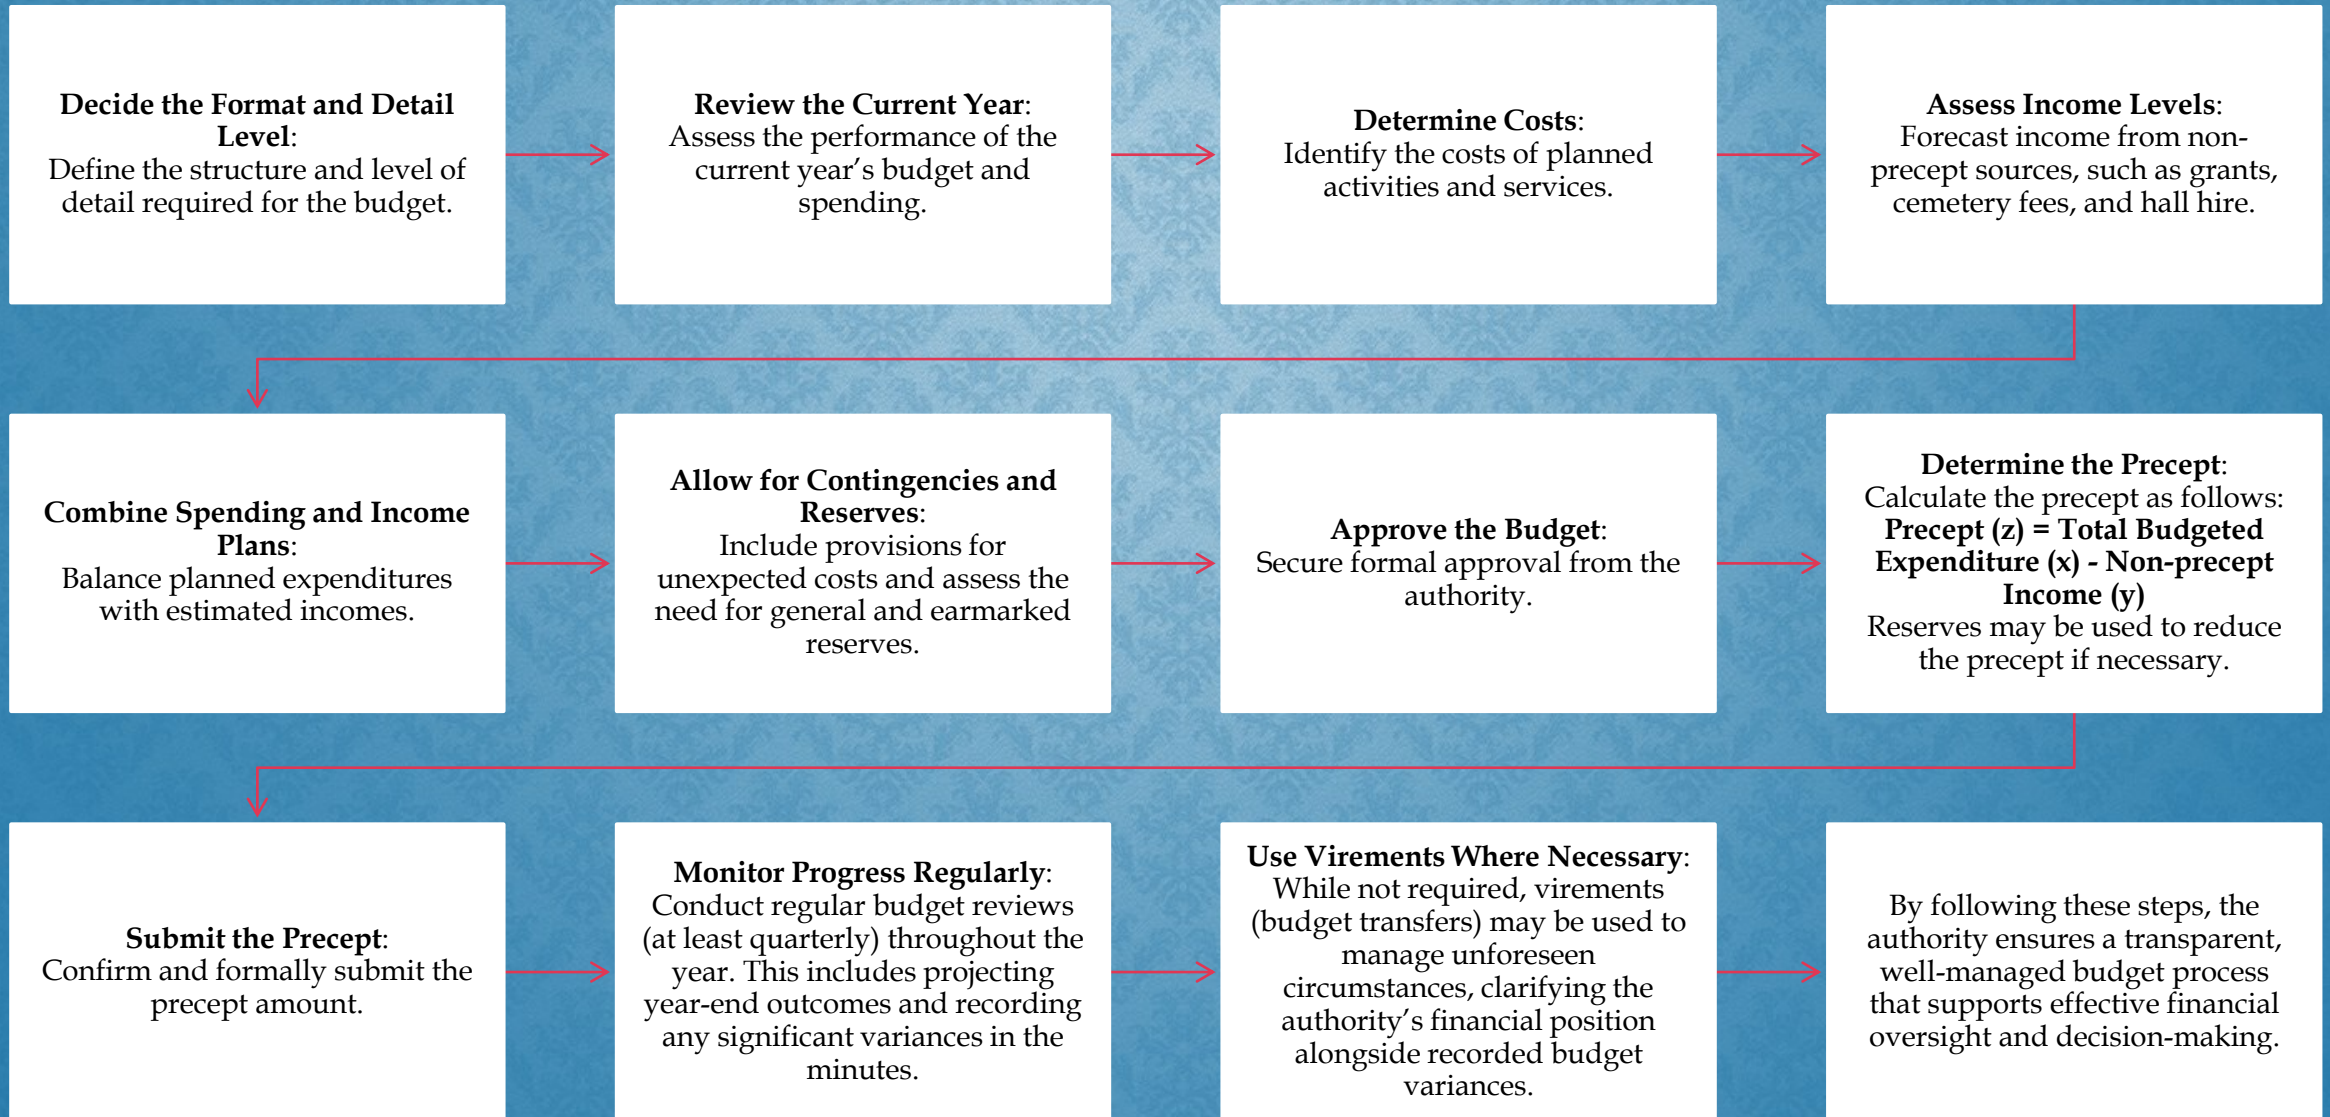 Decide the Format and Detail
Level:
Define the structure and level of
detail required for the budget.
Review the Current Year:
Assess the performance of the
current year’s budget and
spending.
Determine Costs:
Identify the costs of planned
activities and services.
Assess Income Levels:
Forecast income from non-
precept sources, such as grants,
cemetery fees, and hall hire.
Combine Spending and Income
Plans:
Balance planned expenditures
with estimated incomes.
Allow for Contingencies and
Reserves:
Include provisions for
unexpected costs and assess the
need for general and earmarked
reserves.
Approve the Budget:
Secure formal approval from the
authority.
Determine the Precept:
Calculate the precept as follows:
Precept (z) = Total Budgeted
Expenditure (x) - Non-precept
Income (y)
Reserves may be used to reduce
the precept if necessary.
Submit the Precept:
Confirm and formally submit the
precept amount.
Monitor Progress Regularly:
Conduct regular budget reviews
(at least quarterly) throughout the
year. This includes projecting
year-end outcomes and recording
any significant variances in the
minutes.
Use Virements Where Necessary:
While not required, virements
(budget transfers) may be used to
manage unforeseen
circumstances, clarifying the
authority’s financial position
alongside recorded budget
variances.
By following these steps, the
authority ensures a transparent,
well-managed budget process
that supports effective financial
oversight and decision-making.